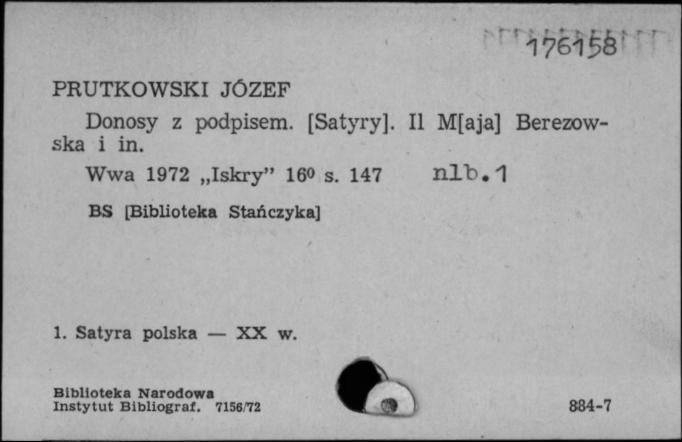 176158
PRUTKOWSKI JÓZEF
Donosy z podpisem. [Satyry]. Il M[aja] Berezow-
ska i in.
Wwa 1972 „Iskry” 16⁰ s. 147 nlb. 1
BS [Biblioteka Stańczyka]
1. Satyra polska — XX w.
Biblioteka Narodowa
Instytut Bibliograf. 7156/72 884-7